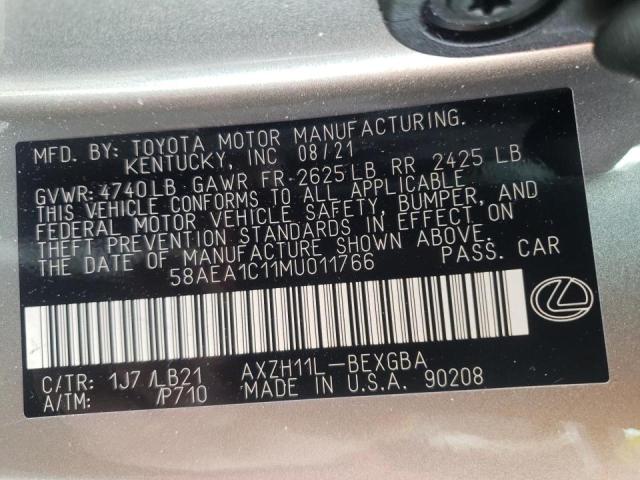 MFD. BY: TOYOTA MOTOR MANUFACTURING.
KENTUCKY, INC 08/21
GVWR: 4740LB GAWR FR 2625LB RR 2425 LB
THIS VEHICLE CONFORMS TO ALL APPLICABLE
FEDERAL MOTOR VEHICLE SAFETY, BUMPER, AND
THEFT PREVENTION STANDARDS IN EFFECT ON
THE DATE OF MANUFACTURE SHOWN ABOVE.
58AEA1C11MU011766 PASS. CAR
C/TR: 1J7 /LB21 AXZH11L-BEXGBA
A/TM: /P710 MADE IN U.S.A. 90208